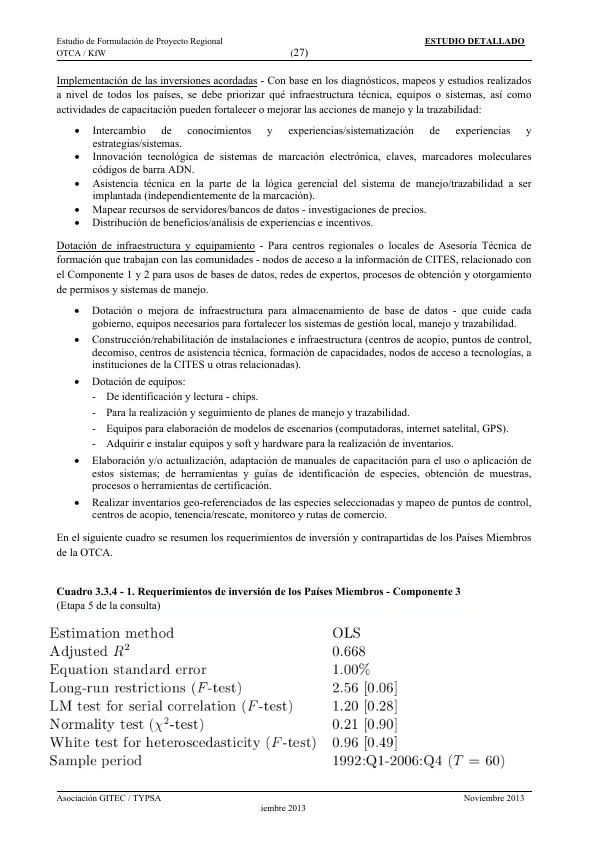 Estudio de Formulación de Proyecto Regional
ESTUDIO DETALLADO
OTCA / KfW
(27)
Implementación de las inversiones acordadas - Con base en los diagnósticos, mapeos y estudios realizados
a nivel de todos los países, se debe priorizar qué infraestructura técnica, equipos o sistemas, así como
actividades de capacitación pueden fortalecer o mejorar las acciones de manejo y la trazabilidad:
• Intercambio de conocimientos y experiencias/sistematización de experiencias y
estrategias/sistemas.
• Innovación tecnológica de sistemas de marcación electrónica, claves, marcadores moleculares
códigos de barra ADN.
• Asistencia técnica en la parte de la lógica gerencial del sistema de manejo/trazabilidad a ser
implantada (independientemente de la marcación).
• Mapear recursos de servidores/bancos de datos - investigaciones de precios.
• Distribución de beneficios/análisis de experiencias e incentivos.
Dotación de infraestructura y equipamiento - Para centros regionales o locales de Asesoría Técnica de
formación que trabajan con las comunidades - nodos de acceso a la información de CITES, relacionado con
el Componente 1 y 2 para usos de bases de datos, redes de expertos, procesos de obtención y otorgamiento
de permisos y sistemas de manejo.
• Dotación o mejora de infraestructura para almacenamiento de base de datos - que cuide cada
gobierno, equipos necesarios para fortalecer los sistemas de gestión local, manejo y trazabilidad.
• Construcción/rehabilitación de instalaciones e infraestructura (centros de acopio, puntos de control,
decomiso, centros de asistencia técnica, formación de capacidades, nodos de acceso a tecnologías, a
instituciones de la CITES u otras relacionadas).
• Dotación de equipos:
- De identificación y lectura - chips.
- Para la realización y seguimiento de planes de manejo y trazabilidad.
- Equipos para elaboración de modelos de escenarios (computadoras, internet satelital, GPS).
- Adquirir e instalar equipos y soft y hardware para la realización de inventarios.
• Elaboración y/o actualización, adaptación de manuales de capacitación para el uso o aplicación de
estos sistemas; de herramientas y guías de identificación de especies, obtención de muestras,
procesos o herramientas de certificación.
• Realizar inventarios geo-referenciados de las especies seleccionadas y mapeo de puntos de control,
centros de acopio, tenencia/rescate, monitoreo y rutas de comercio.
En el siguiente cuadro se resumen los requerimientos de inversión y contrapartidas de los Países Miembros
de la OTCA.
Cuadro 3.3.4 - 1. Requerimientos de inversión de los Países Miembros - Componente 3
(Etapa 5 de la consulta)
Estimation method OLS
Adjusted R² 0.668
Equation standard error 1.00%
Long-run restrictions (F-test) 2.56 [0.06]
LM test for serial correlation (F-test) 1.20 [0.28]
Normality test (χ²-test) 0.21 [0.90]
White test for heteroscedasticity (F-test) 0.96 [0.49]
Sample period 1992:Q1-2006:Q4 (T = 60)
Asociación GITEC / TYPSA
Noviembre 2013
iembre 2013